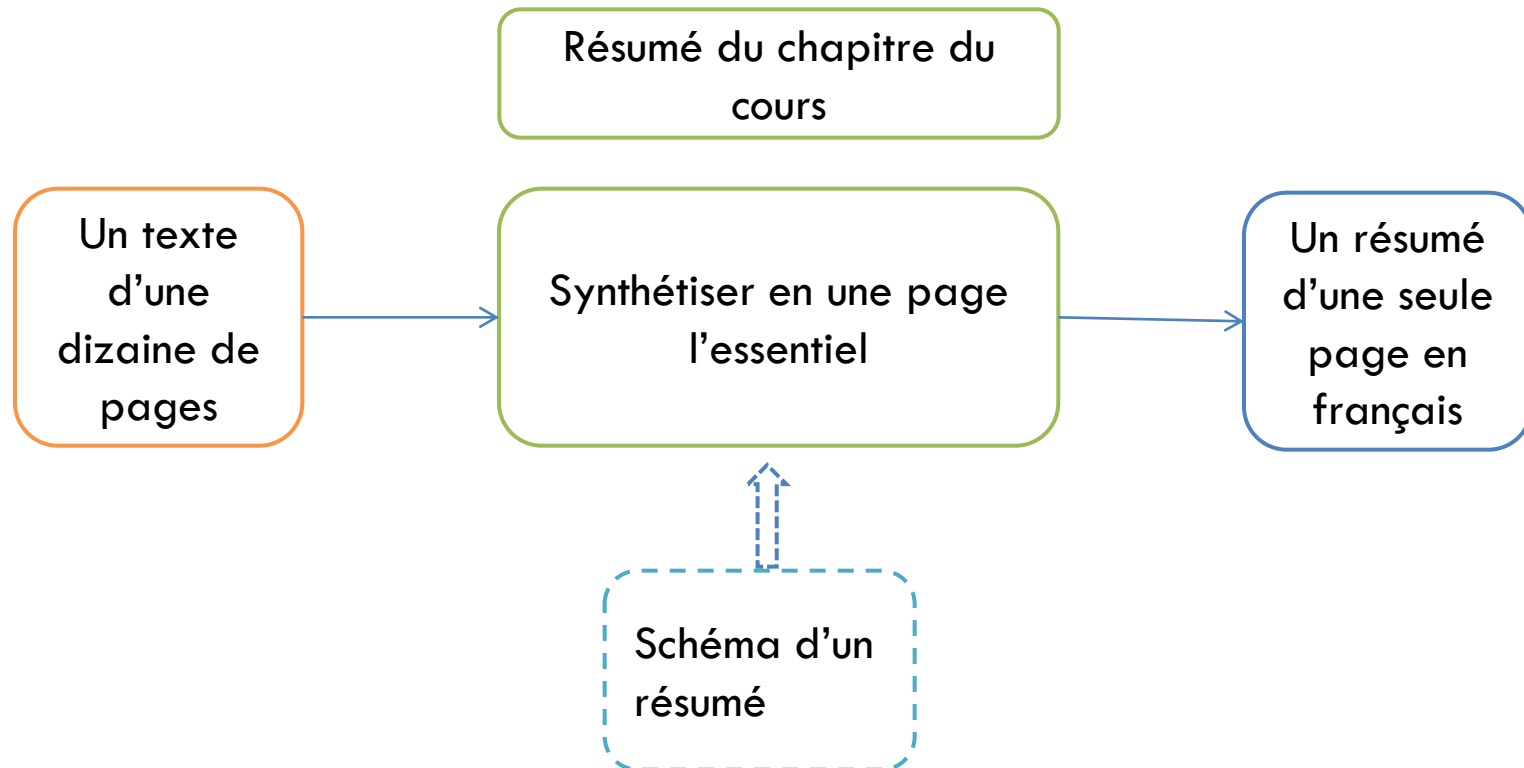 Résumé du chapitre du
cours
Un texte
d’une
dizaine de
pages
Synthétiser en une page
l’essentiel
Un résumé
d’une seule
page en
français
Schéma d’un
résumé